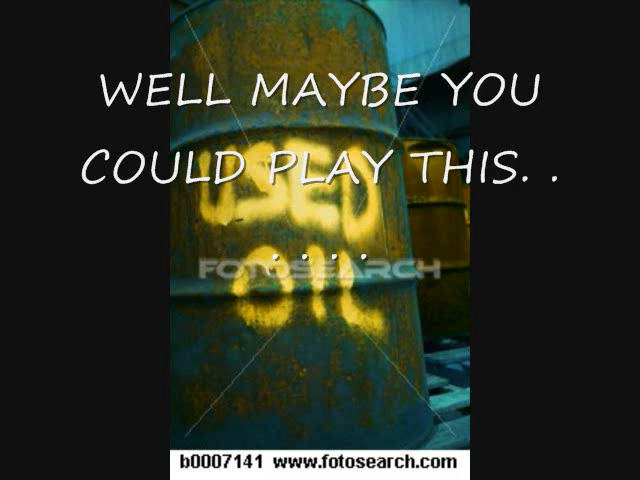 WELL MAYBE YOU
COULD PLAY THIS. .
. . . .
USED
FOTOSEARCH
OIL
b0007141 www.fotosearch.com